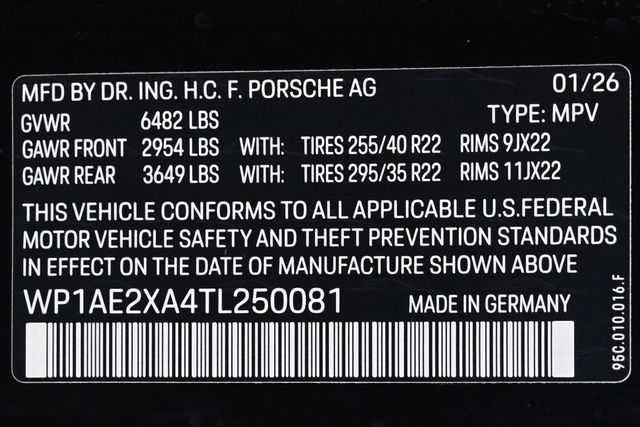 MFD BY DR. ING. H.C. F. PORSCHE AG 01/26
GVWR 6482 LBS TYPE: MPV
GAWR FRONT 2954 LBS WITH: TIRES 255/40 R22 RIMS 9JX22
GAWR REAR 3649 LBS WITH: TIRES 295/35 R22 RIMS 11JX22
THIS VEHICLE CONFORMS TO ALL APPLICABLE U.S.FEDERAL
MOTOR VEHICLE SAFETY AND THEFT PREVENTION STANDARDS
IN EFFECT ON THE DATE OF MANUFACTURE SHOWN ABOVE
WP1AE2XA4TL250081 MADE IN GERMANY
95C.010.016.F